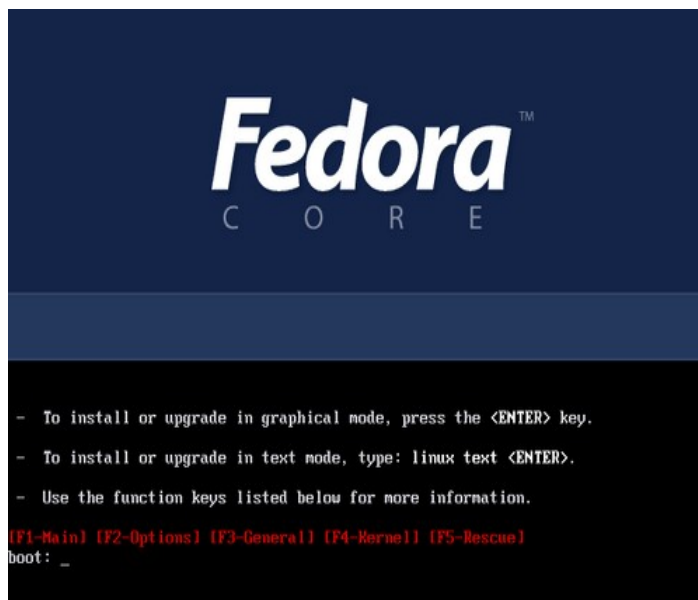 Fedora™
CORE
- To install or upgrade in graphical mode, press the <ENTER> key.
- To install or upgrade in text mode, type: linux text <ENTER>.
- Use the function keys listed below for more information.
[F1-Main] [F2-Options] [F3-General] [F4-Kernel] [F5-Rescue]
boot: _